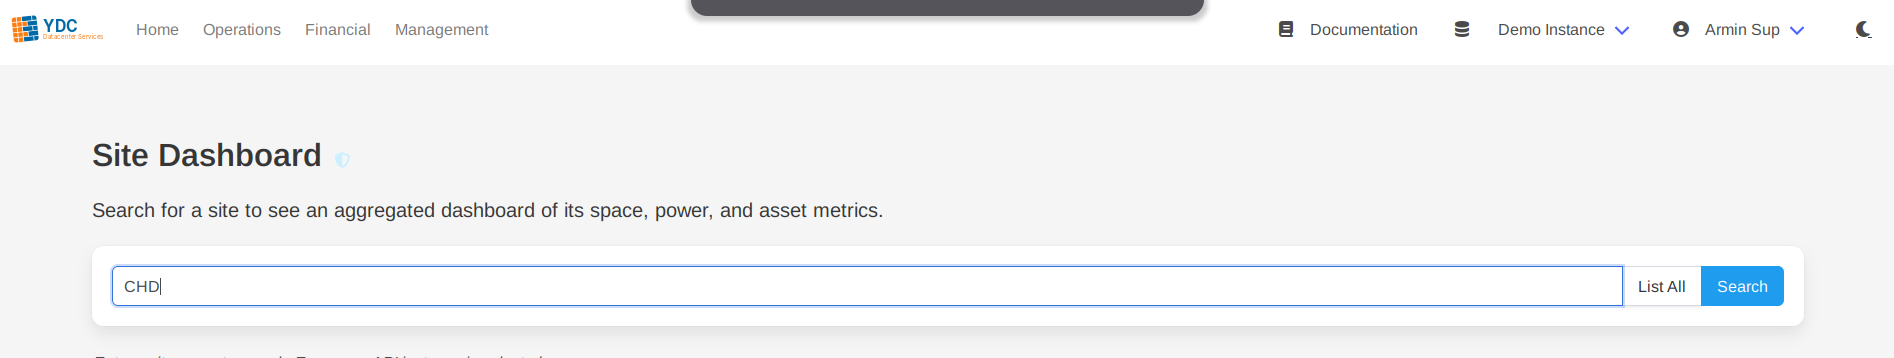 YDC
Datacenter Services
Home Operations Financial Management
Documentation Demo Instance Armin Sup
Site Dashboard
Search for a site to see an aggregated dashboard of its space, power, and asset metrics.
CHD List All Search